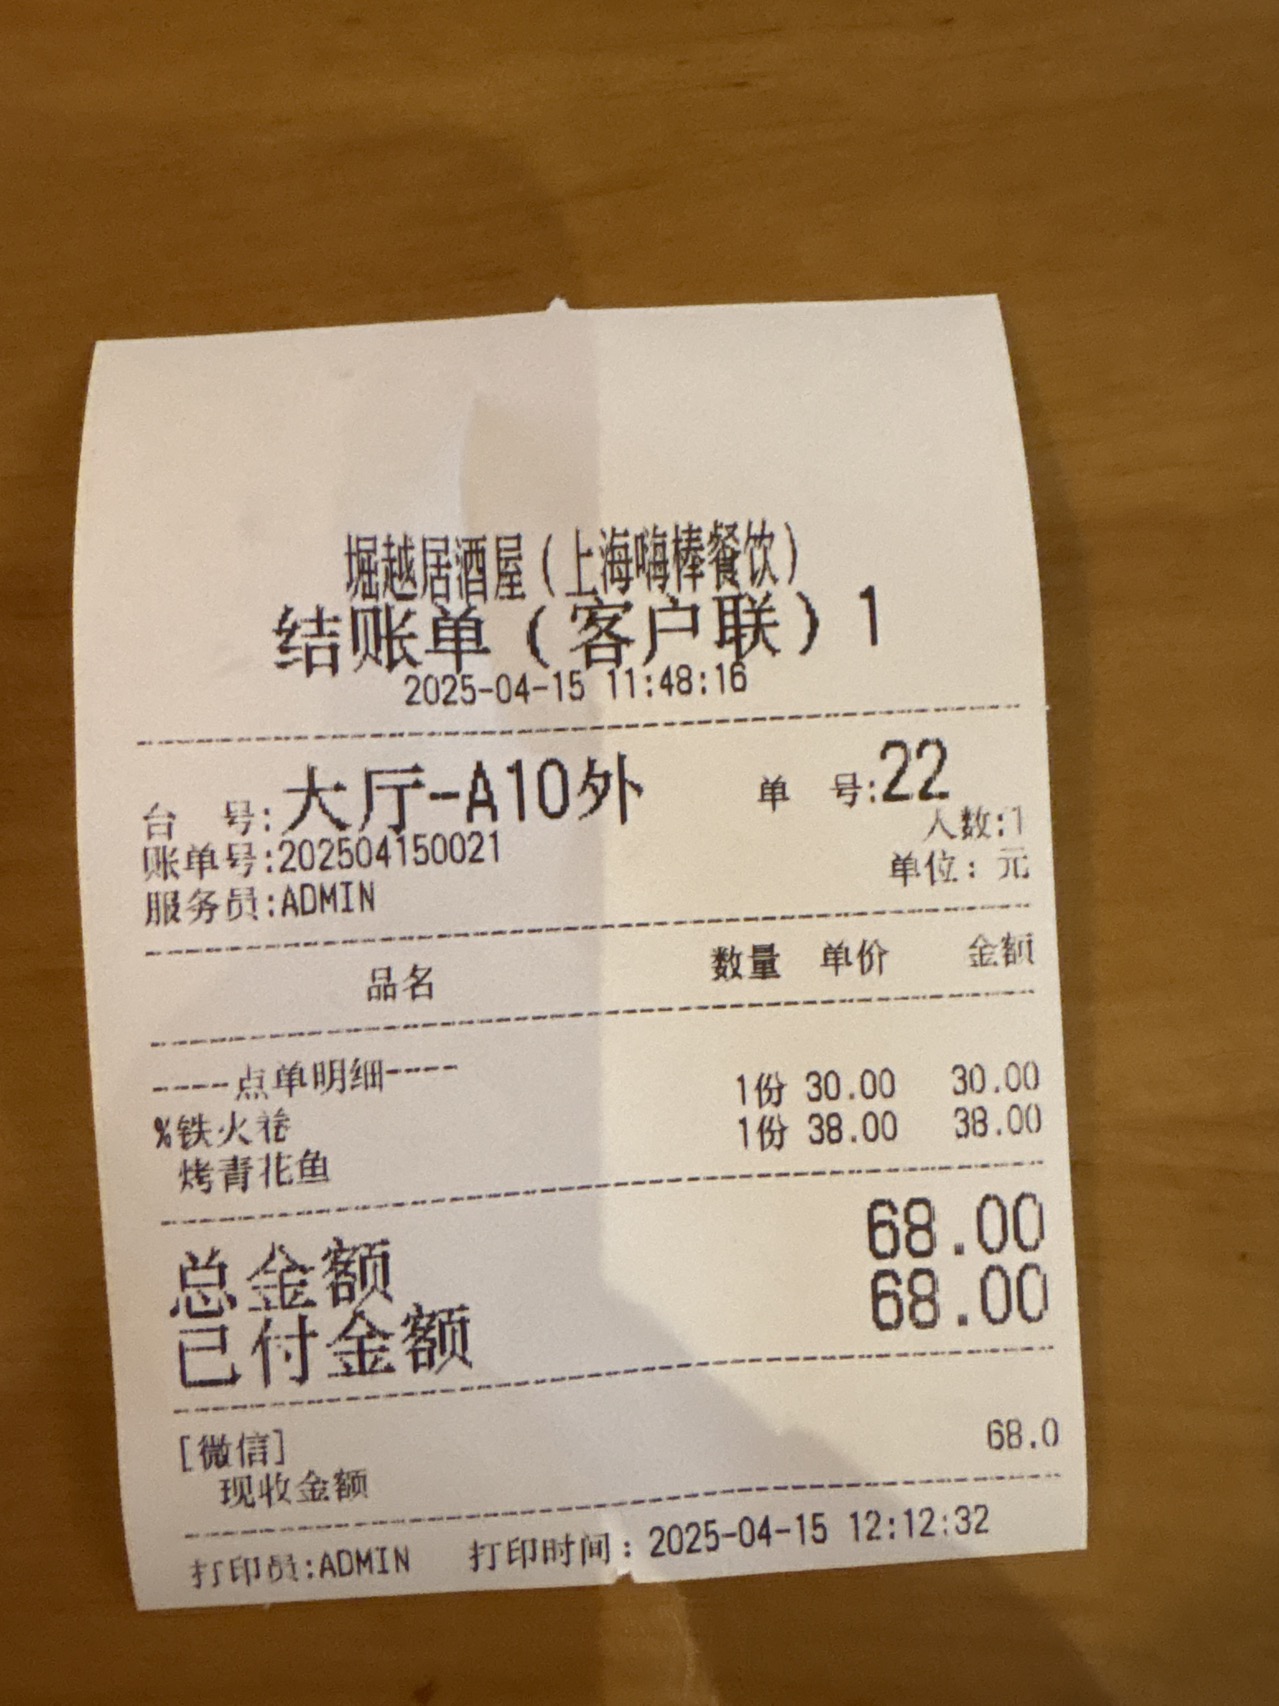 堀越居酒屋(上海嗨棒餐饮)
结账单(客户联)1
2025-04-15 11:48:16
台 号:大厅-A10外 单 号:22
人数:1
账单号:202504150021
单位: 元
服务员:ADMIN
品名 数量 单价 金额
----点单明细----
%铁火卷 1份 30.00 30.00
烤青花鱼 1份 38.00 38.00
总金额 68.00
已付金额 68.00
[微信]
现收金额 68.0
打印员:ADMIN 打印时间: 2025-04-15 12:12:32